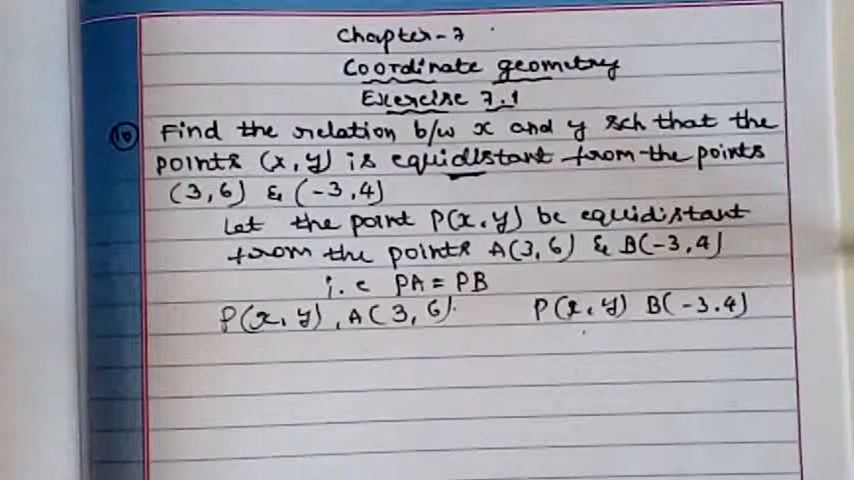 Chapter-7
Coordinate geometry
Exercise 7.1
10 Find the relation b/w x and y sch that the
points (x,y) is equidistant from the points
(3,6) & (-3,4)
Let the point P(x,y) be equidistant
from the points A(3,6) & B(-3,4)
i.e PA = PB
P(x,y), A(3,6). P(x,y) B(-3.4)